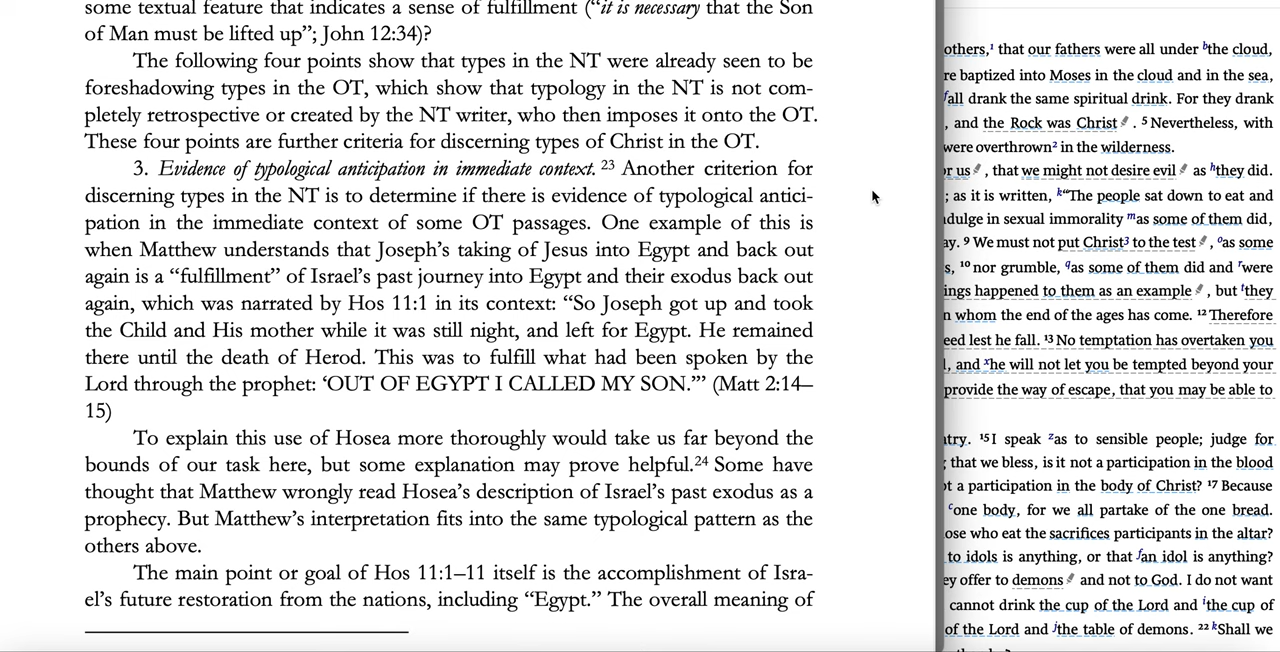 some textual feature that indicates a sense of fulfillment (“it is necessary that the Son
of Man must be lifted up”; John 12:34)?
The following four points show that types in the NT were already seen to be
foreshadowing types in the OT, which show that typology in the NT is not com-
pletely retrospective or created by the NT writer, who then imposes it onto the OT.
These four points are further criteria for discerning types of Christ in the OT.
3. Evidence of typological anticipation in immediate context. 23 Another criterion for
discerning types in the NT is to determine if there is evidence of typological antici-
pation in the immediate context of some OT passages. One example of this is
when Matthew understands that Joseph’s taking of Jesus into Egypt and back out
again is a “fulfillment” of Israel’s past journey into Egypt and their exodus back out
again, which was narrated by Hos 11:1 in its context: “So Joseph got up and took
the Child and His mother while it was still night, and left for Egypt. He remained
there until the death of Herod. This was to fulfill what had been spoken by the
Lord through the prophet: ‘OUT OF EGYPT I CALLED MY SON.’” (Matt 2:14–
15)
To explain this use of Hosea more thoroughly would take us far beyond the
bounds of our task here, but some explanation may prove helpful.24 Some have
thought that Matthew wrongly read Hosea’s description of Israel’s past exodus as a
prophecy. But Matthew’s interpretation fits into the same typological pattern as the
others above.
The main point or goal of Hos 11:1–11 itself is the accomplishment of Isra-
el’s future restoration from the nations, including “Egypt.” The overall meaning of
others,1 that our fathers were all under bthe cloud,
re baptized into Moses in the cloud and in the sea,
fall drank the same spiritual drink. For they drank
, and the Rock was Christ . 5 Nevertheless, with
were overthrown2 in the wilderness.
or us , that we might not desire evil as hthey did.
; as it is written, k“The people sat down to eat and
dulge in sexual immorality mas some of them did,
ay. 9 We must not put Christ3 to the test , oas some
s, 10 nor grumble, qas some of them did and rwere
ings happened to them as an example , but tthey
n whom the end of the ages has come. 12 Therefore
eed lest he fall. 13 No temptation has overtaken you
l, and xhe will not let you be tempted beyond your
provide the way of escape, that you may be able to
try. 15 I speak zas to sensible people; judge for
that we bless, is it not a participation in the blood
ot a participation in the body of Christ? 17 Because
cone body, for we all partake of the one bread.
ose who eat the sacrifices participants in the altar?
to idols is anything, or that fan idol is anything?
ey offer to demons and not to God. I do not want
cannot drink the cup of the Lord and ithe cup of
of the Lord and jthe table of demons. 22 kShall we